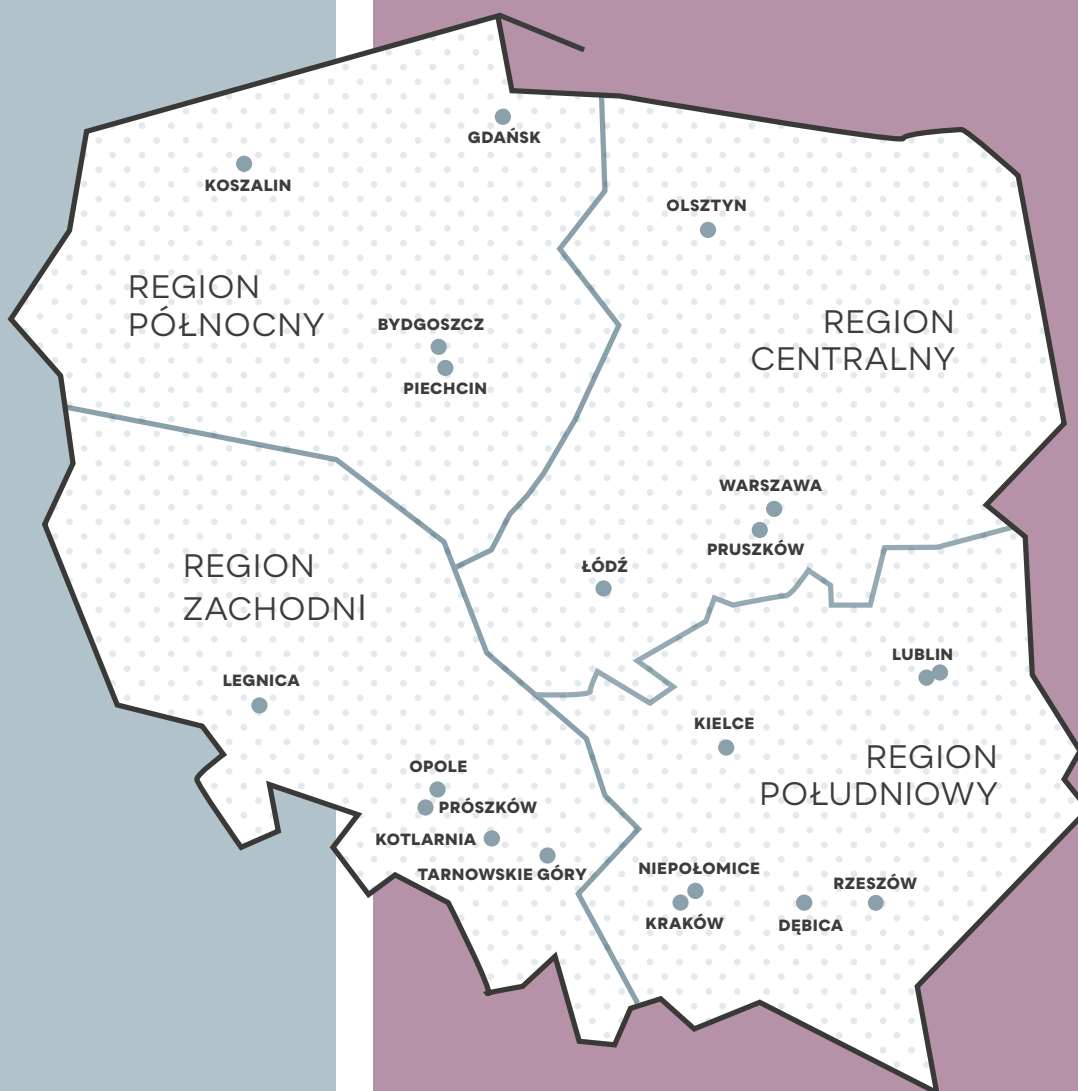 GDAŃSK
KOSZALIN
OLSZTYN
REGION
PÓŁNOCNY
BYDGOSZCZ
PIECHCIN
REGION
CENTRALNY
WARSZAWA
PRUSZKÓW
ŁÓDŹ
REGION
ZACHODNI
LEGNICA
LUBLIN
KIELCE
REGION
POŁUDNIOWY
OPOLE
PRÓSZKÓW
KOTLARNIA
TARNOWSKIE GÓRY
NIEPOŁOMICE
KRAKÓW
RZESZÓW
DĘBICA